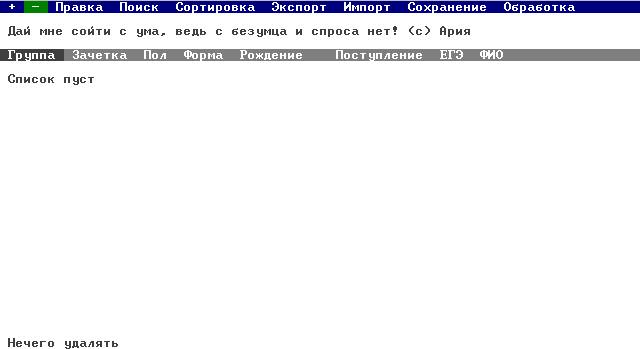 + − Правка Поиск Сортировка Экспорт Импорт Сохранение Обработка
Дай мне сойти с ума, ведь с безумца и спроса нет! (с) Ария
Группа Зачетка Пол Форма Рождение Поступление ЕГЭ ФИО
Список пуст
Нечего удалять